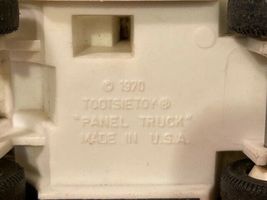 © 1970
TOOTSIETOY®
"PANEL TRUCK"
MADE IN U.S.A.